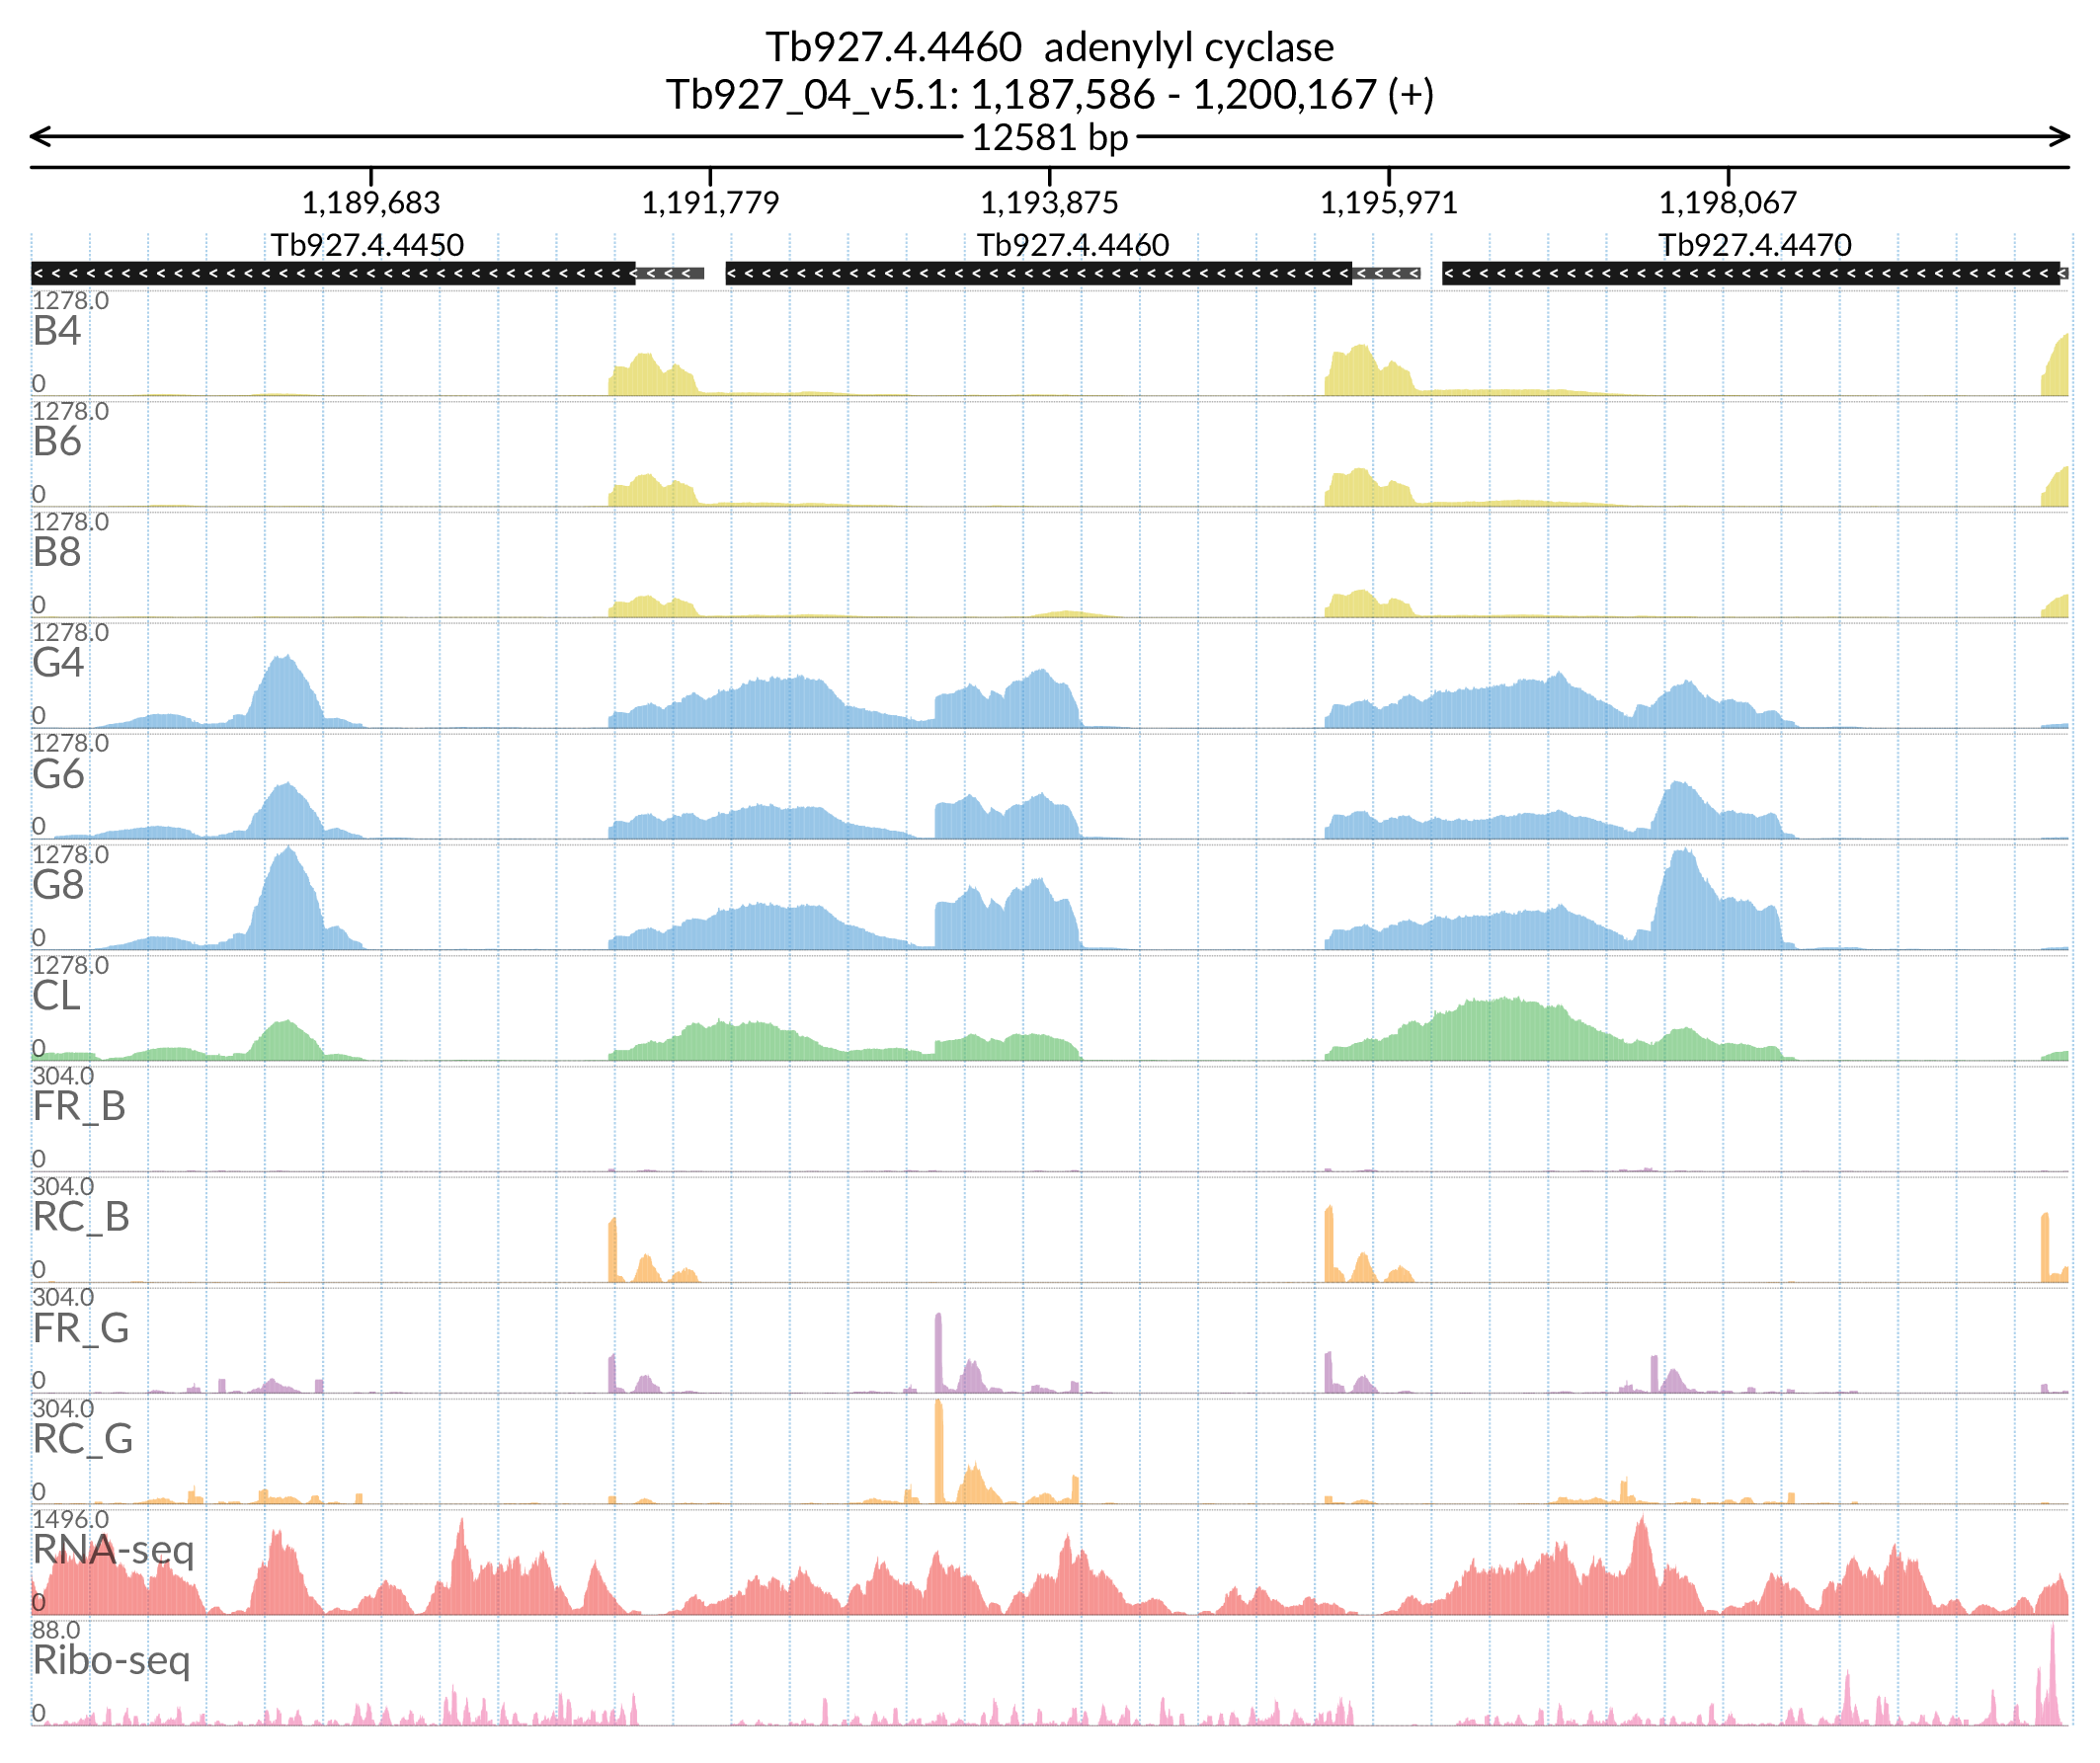 Tb927.4.4460 adenylyl cyclase
Tb927_04_v5.1: 1,187,586 - 1,200,167 (+)
12581 bp
1,189,683 1,191,779 1,193,875 1,195,971 1,198,067
Tb927.4.4450 Tb927.4.4460 Tb927.4.4470
1278.0
B4
0
1278.0
B6
0
1278.0
B8
0
1278.0
G4
0
1278.0
G6
0
1278.0
G8
0
1278.0
CL
0
304.0
FR_B
0
304.0
RC_B
0
304.0
FR_G
0
304.0
RC_G
0
1496.0
RNA-seq
0
88.0
Ribo-seq
0